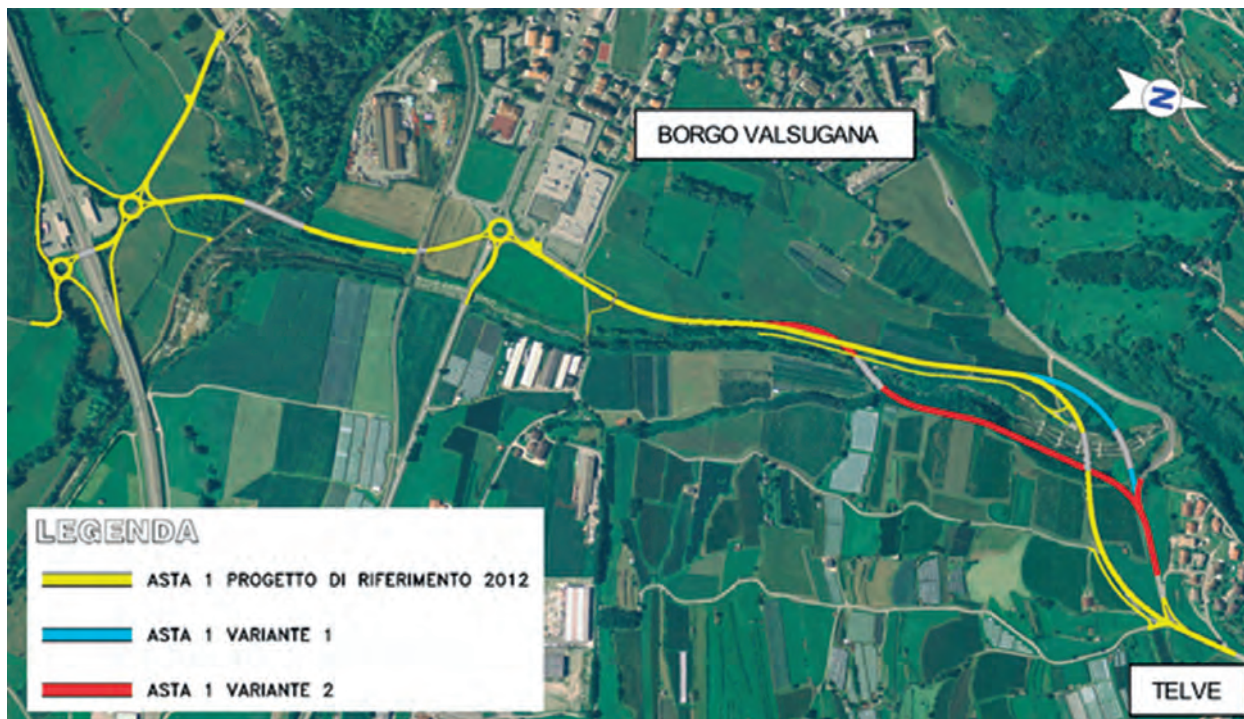 BORGO VALSUGANA
N
LEGENDA
ASTA 1 PROGETTO DI RIFERIMENTO 2012
ASTA 1 VARIANTE 1
ASTA 1 VARIANTE 2
TELVE